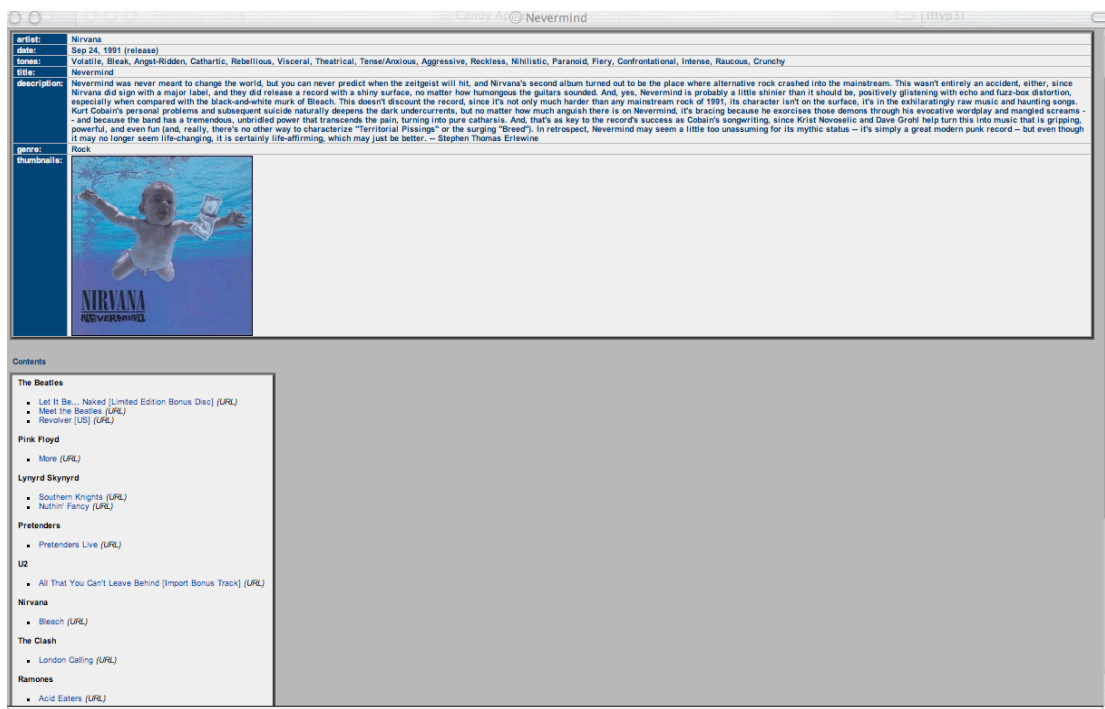 Nevermind
(ttyp3)
artist: Nirvana
date: Sep 24, 1991 (release)
tones: Volatile, Bleak, Angst-Ridden, Cathartic, Rebellious, Visceral, Theatrical, Tense/Anxious, Aggressive, Reckless, Nihilistic, Paranoid, Fiery, Confrontational, Intense, Raucous, Crunchy
title: Nevermind
description: Nevermind was never meant to change the world, but you can never predict when the zeitgeist will hit, and Nirvana's second album turned out to be the place where alternative rock crashed into the mainstream. This wasn't entirely an accident, either, since
Nirvana did sign with a major label, and they did release a record with a shiny surface, no matter how humongous the guitars sounded. And, yes, Nevermind is probably a little shinier than it should be, positively glistening with echo and fuzz-box distortion,
especially when compared with the black-and-white murk of Bleach. This doesn't discount the record, since it's not only much harder than any mainstream rock of 1991, its character isn't on the surface, it's in the exhilaratingly raw music and haunting songs.
Kurt Cobain's personal problems and subsequent suicide naturally deepens the dark undercurrents, but no matter how much anguish there is on Nevermind, it's bracing because he exorcises those demons through his evocative wordplay and mangled screams -
- and because the band has a tremendous, unbridled power that transcends the pain, turning into pure catharsis. And, that's as key to the record's success as Cobain's songwriting, since Krist Novoselic and Dave Grohl help turn this into music that is gripping,
powerful, and even fun (and, really, there's no other way to characterize "Territorial Pissings" or the surging "Breed"). In retrospect, Nevermind may seem a little too unassuming for its mythic status -- it's simply a great modern punk record -- but even though
it may no longer seem life-changing, it is certainly life-affirming, which may just be better. -- Stephen Thomas Erlewine
genre: Rock
thumbnails:
NIRVANA
NEVERMIND
Contents
The Beatles
Let It Be... Naked [Limited Edition Bonus Disc] (URL)
Meet the Beatles (URL)
Revolver [US] (URL)
Pink Floyd
More (URL)
Lynyrd Skynyrd
Southern Knights (URL)
Nuthin' Fancy (URL)
Pretenders
Pretenders Live (URL)
U2
All That You Can't Leave Behind [Import Bonus Track] (URL)
Nirvana
Bleach (URL)
The Clash
London Calling (URL)
Ramones
Acid Eaters (URL)